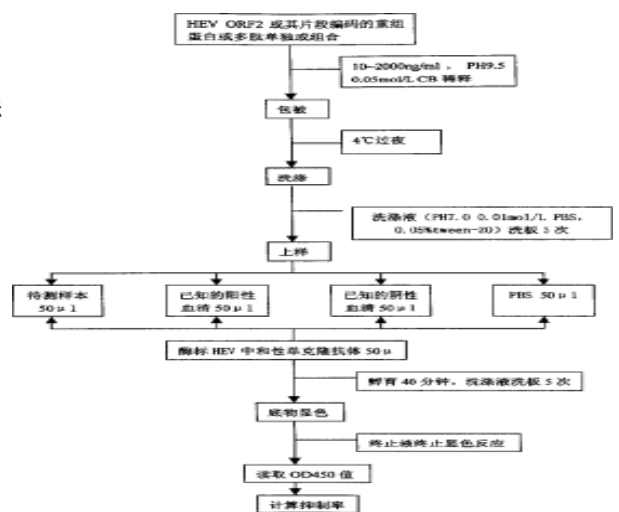 HEV ORF2 或其片段编码的重组
蛋白或多肽单独或组合
10-2000ng/ml， PH9.5
0.05mol/L CB 稀释
包被
4℃过夜
洗涤
洗涤液（PH7.0 0.01mol/L PBS，
0.05%tween-20）洗板 3 次
上样
待测样本
50μl
已知的阳性
血清 50μl
已知的阴性
血清 50μl
PBS 50μl
酶标 HEV 中和性单克隆抗体 50μ
孵育 40 分钟，洗涤液洗板 5 次
底物显色
终止液终止显色反应
读取 OD450 值
计算抑制率